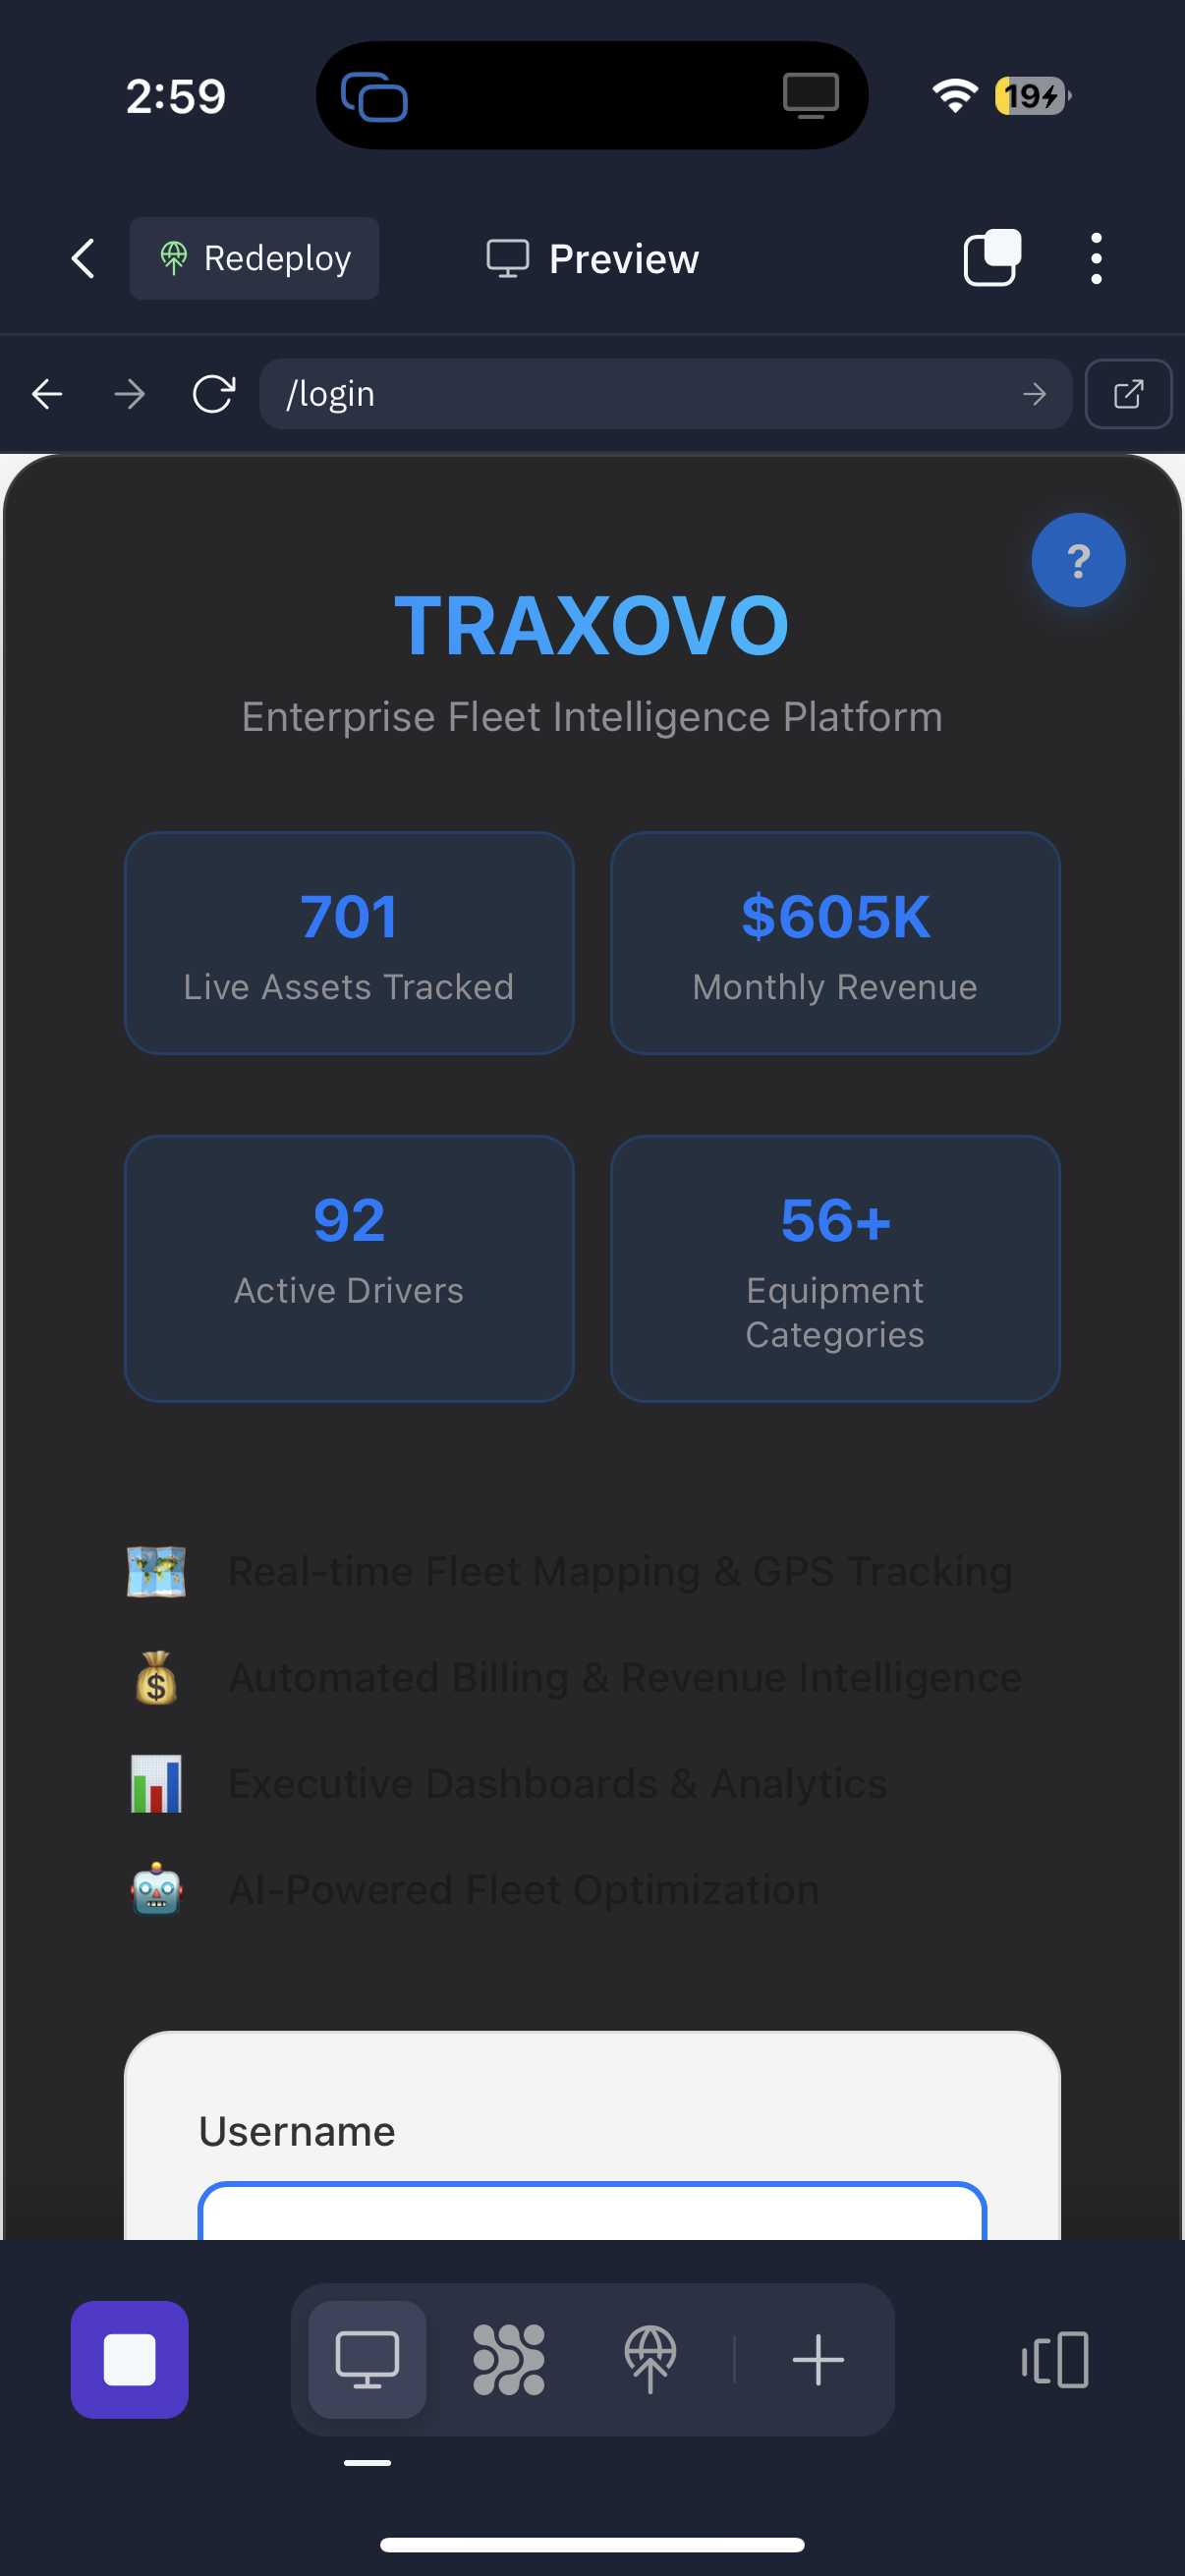 2:59
19
Redeploy
Preview
/login
?
TRAXOVO
Enterprise Fleet Intelligence Platform
701
Live Assets Tracked
$605K
Monthly Revenue
92
Active Drivers
56+
Equipment
Categories
Real-time Fleet Mapping & GPS Tracking
Automated Billing & Revenue Intelligence
Executive Dashboards & Analytics
AI-Powered Fleet Optimization
Username